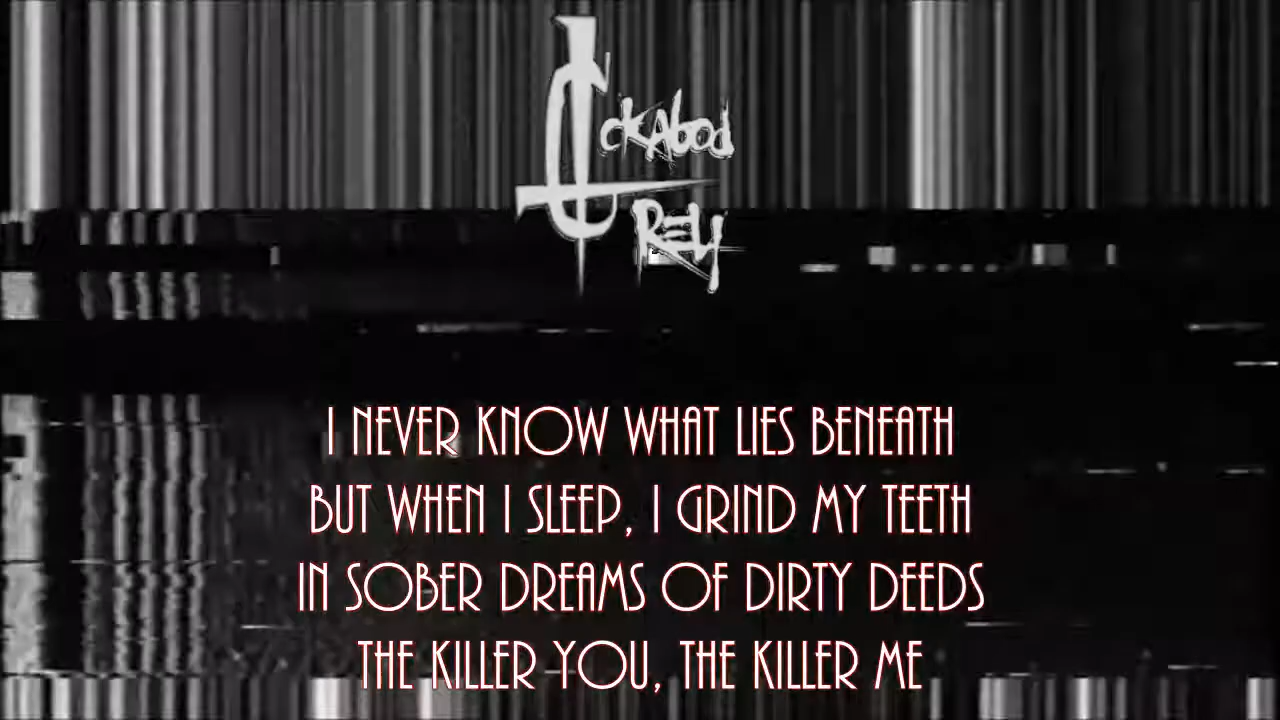 Ickabod
Rely
I NEVER KNOW WHAT LIES BENEATH
BUT WHEN I SLEEP, I GRIND MY TEETH
IN SOBER DREAMS OF DIRTY DEEDS
THE KILLER YOU, THE KILLER ME